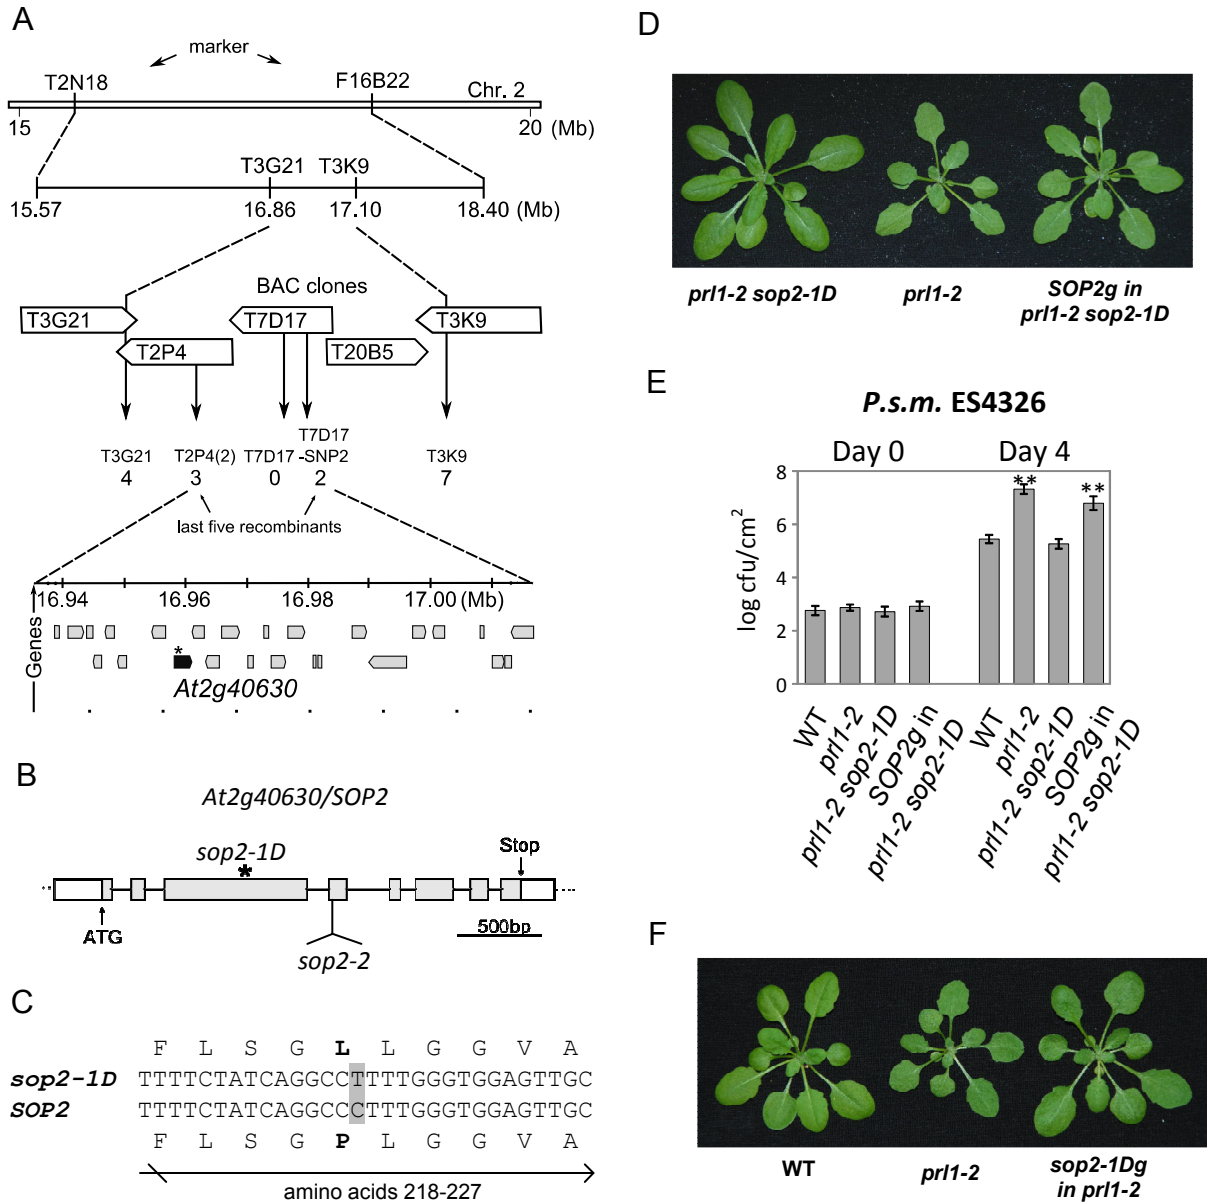 A
marker
T2N18
F16B22
Chr. 2
15
20 (Mb)
T3G21
T3K9
15.57
16.86
17.10
18.40 (Mb)
BAC clones
T3G21
T7D17
T3K9
T2P4
T20B5
T7D17
T3G21 T2P4(2) T7D17 -SNP2 T3K9
4 3 0 2 7
last five recombinants
16.94 16.96 16.98 17.00 (Mb)
Genes
*
At2g40630
B
At2g40630/SOP2
sop2-1D
*
Stop
ATG
500bp
sop2-2
C
F L S G L L G G V A
sop2-1D TTTTCTATCAGGCCTTTTGGGTGGAGTTGC
SOP2 TTTTCTATCAGGCCCTTTGGGTGGAGTTGC
F L S G P L G G V A
amino acids 218-227
D
prl1-2 sop2-1D
prl1-2
SOP2g in
prl1-2 sop2-1D
E
P.s.m. ES4326
Day 0
Day 4
log cfu/cm2
8
6
4
2
0
**
**
WT
prl1-2
prl1-2 sop2-1D
SOP2g in
prl1-2 sop2-1D
WT
prl1-2
prl1-2 sop2-1D
SOP2g in
prl1-2 sop2-1D
F
WT
prl1-2
sop2-1Dg
in prl1-2